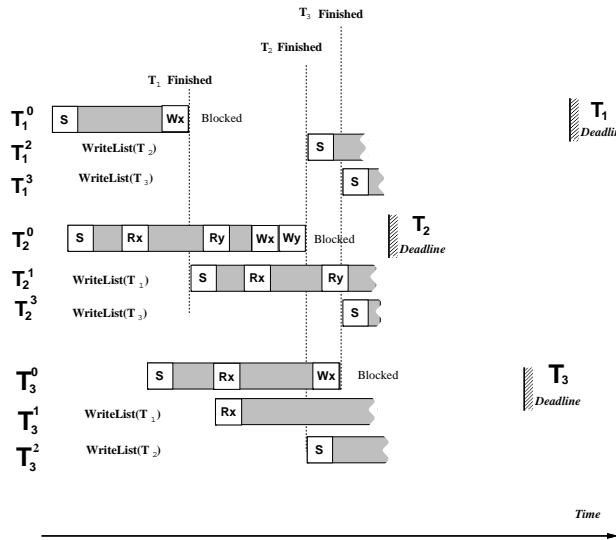 T3 Finished
T2 Finished
T1 Finished
T1^0 S Wx Blocked T1
Deadline
T1^2 WriteList(T2) S
T1^3 WriteList(T3) S
T2^0 S Rx Ry Wx Wy Blocked T2
Deadline
T2^1 WriteList(T1) S Rx Ry
T2^3 WriteList(T3) S
T3^0 S Rx Wx Blocked T3
Deadline
T3^1 WriteList(T1) Rx
T3^2 WriteList(T2) S
Time